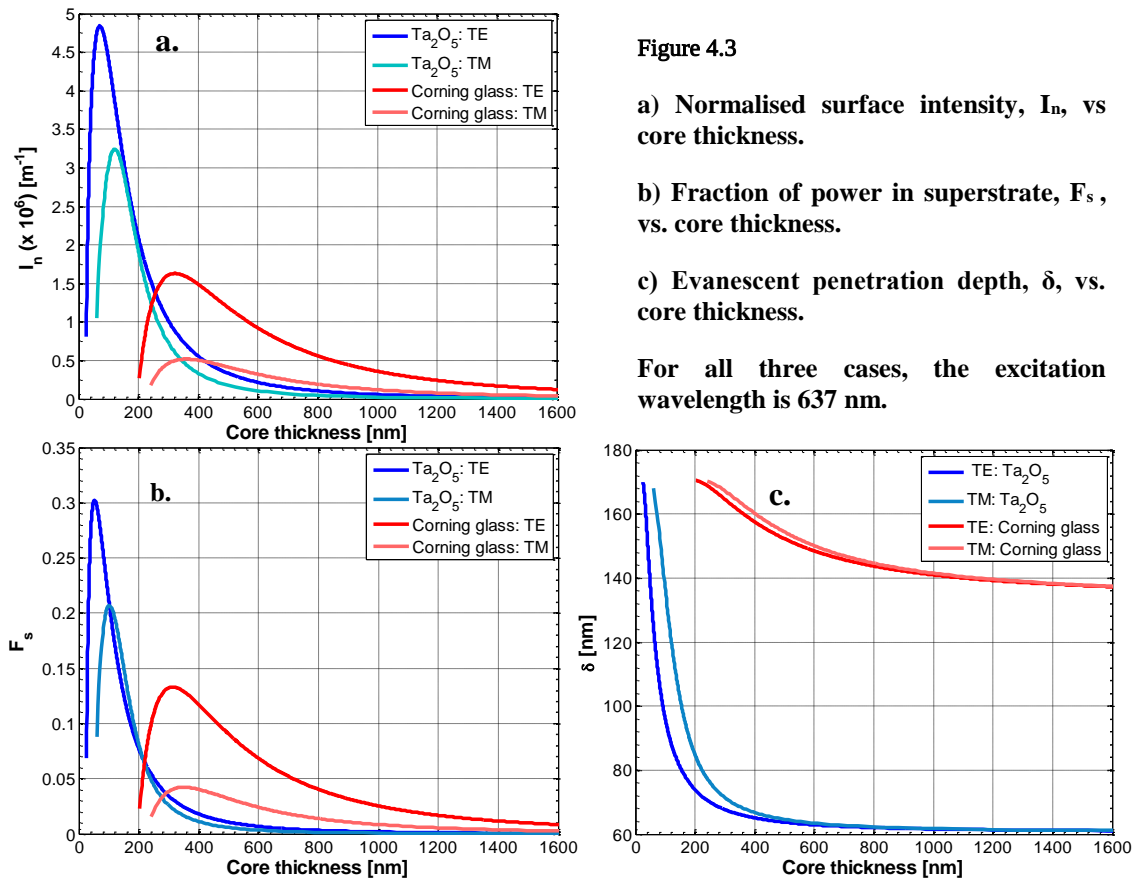 5
4.5
4
3.5
3
2.5
2
1.5
1
0.5
0
I_n (x 10^6) [m^-1]
a.
Ta2O5: TE
Ta2O5: TM
Corning glass: TE
Corning glass: TM
0 200 400 600 800 1000 1200 1400 1600
Core thickness [nm]
Figure 4.3
a) Normalised surface intensity, In, vs
core thickness.
b) Fraction of power in superstrate, Fs ,
vs. core thickness.
c) Evanescent penetration depth, δ, vs.
core thickness.
For all three cases, the excitation
wavelength is 637 nm.
0.35
0.3
0.25
0.2
0.15
0.1
0.05
0
F_s
b.
Ta2O5: TE
Ta2O5: TM
Corning glass: TE
Corning glass: TM
0 200 400 600 800 1000 1200 1400 1600
Core thickness [nm]
180
160
140
120
100
80
60
δ [nm]
c.
TE: Ta2O5
TM: Ta2O5
TE: Corning glass
TM: Corning glass
0 200 400 600 800 1000 1200 1400 1600
Core thickness [nm]